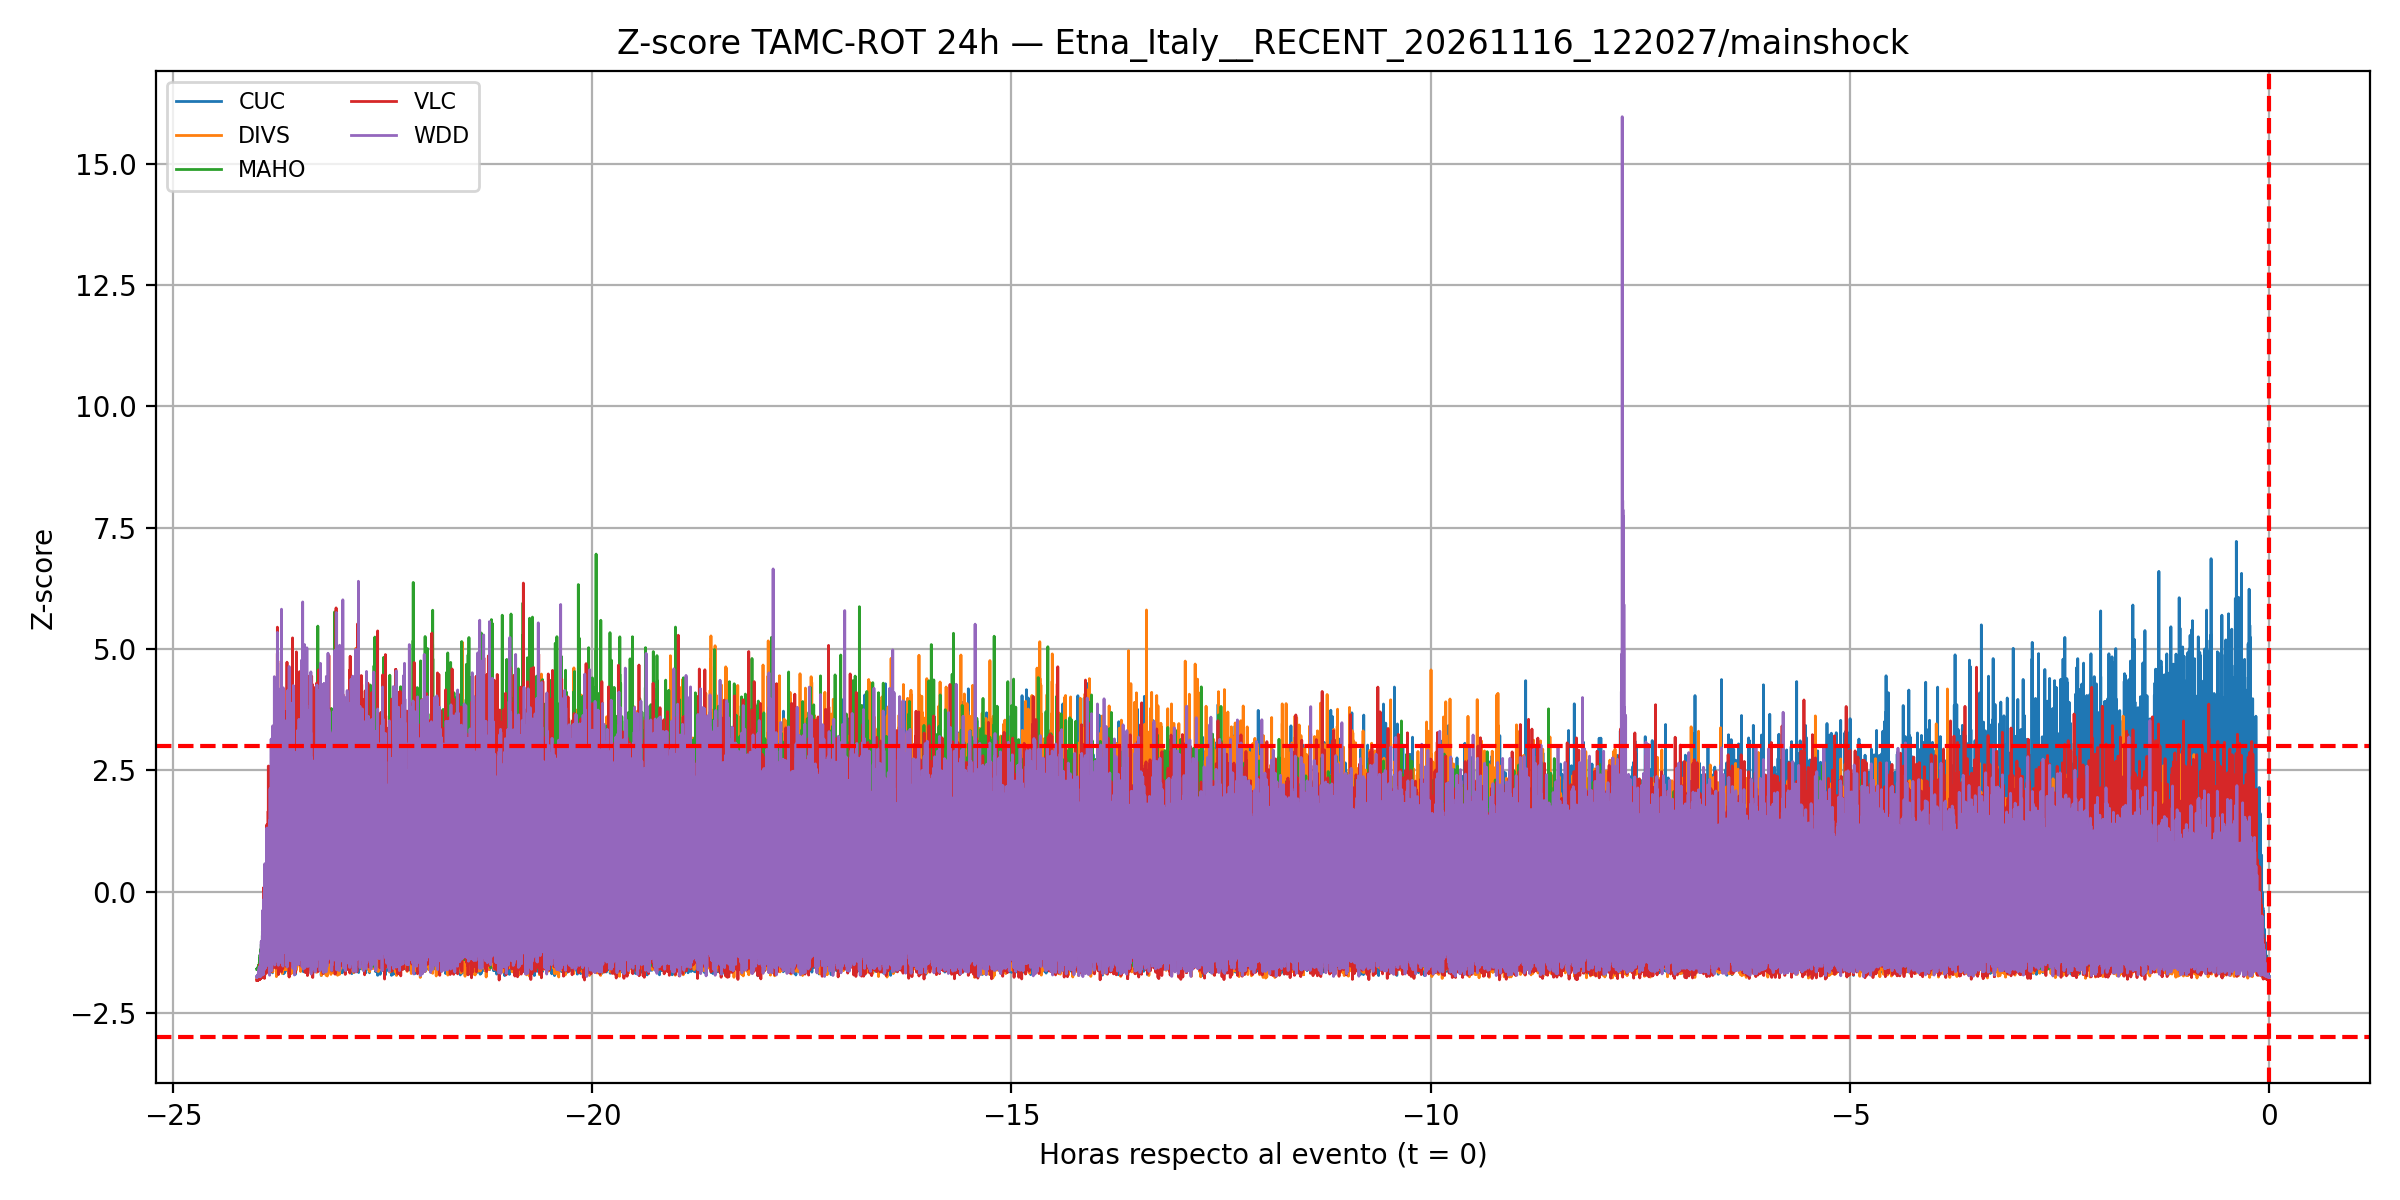 Z-score TAMC-ROT 24h — Etna_Italy__RECENT_20261116_122027/mainshock
CUC
DIVS
MAHO
VLC
WDD
Z-score
15.0
12.5
10.0
7.5
5.0
2.5
0.0
−2.5
−25
−20
−15
−10
−5
0
Horas respecto al evento (t = 0)